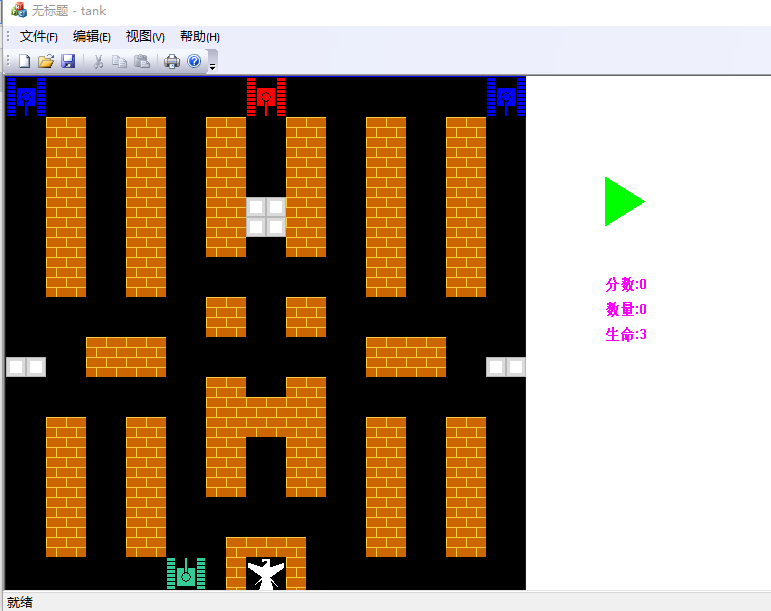 无标题 - tank
文件(F) 编辑(E) 视图(V) 帮助(H)
分数:0
数量:0
生命:3
就绪